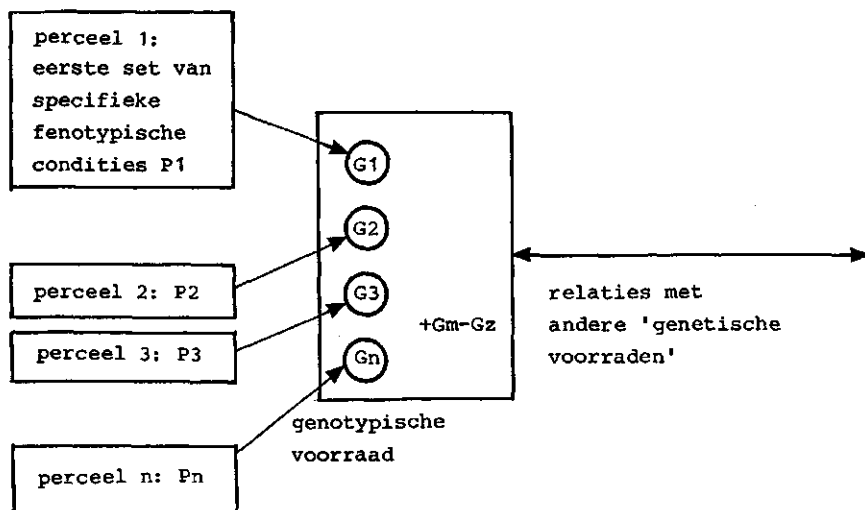 perceel 1:
eerste set van
specifieke
fenotypische
condities P1
G1
G2
perceel 2: P2
G3
perceel 3: P3
+Gm-Gz
Gn
relaties met
andere 'genetische
voorraden'
genotypische
voorraad
perceel n: Pn